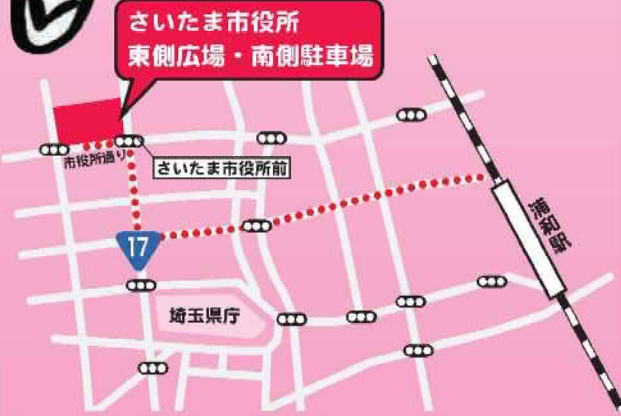 さいたま市役所
東側広場・南側駐車場
市役所通り
さいたま市役所前
17
浦和駅
埼玉県庁